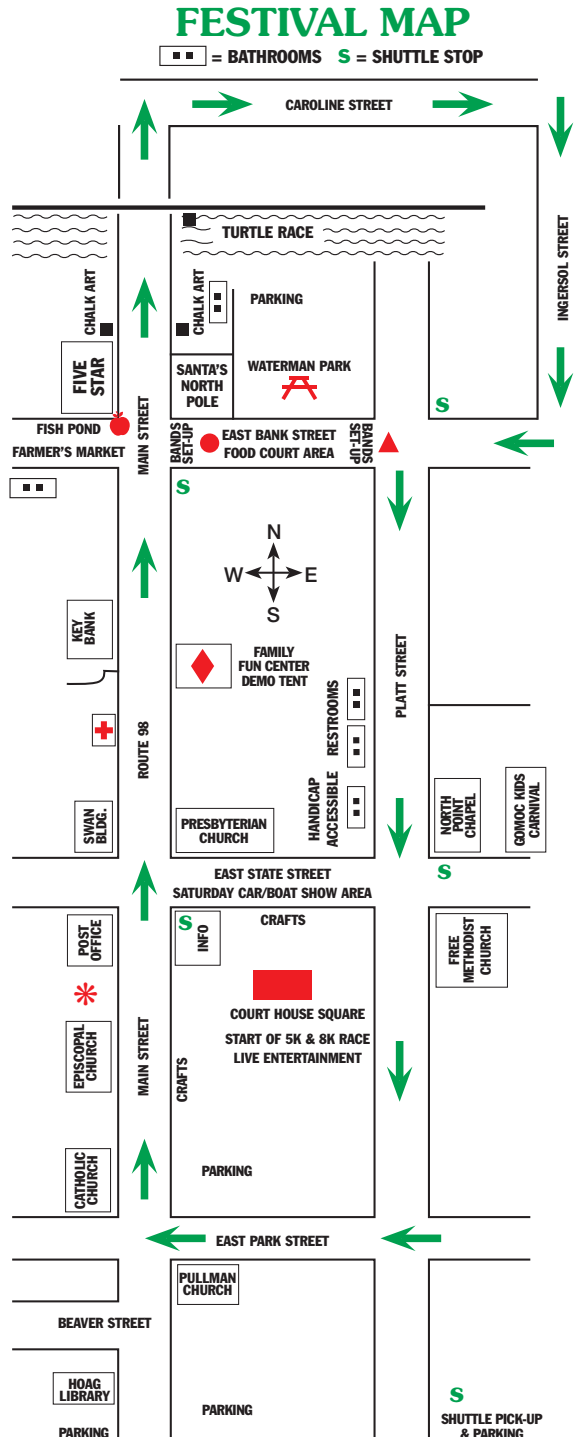 FESTIVAL MAP
= BATHROOMS S = SHUTTLE STOP
CAROLINE STREET
INGERSOL STREET
TURTLE RACE
CHALK ART
CHALK ART
PARKING
FIVE
STAR
SANTA'S
NORTH
POLE
WATERMAN PARK
S
FISH POND
FARMER'S MARKET
MAIN STREET
BANDS
SET-UP
EAST BANK STREET
FOOD COURT AREA
BANDS
SET-UP
S
N
W E
S
KEY
BANK
FAMILY
FUN CENTER
DEMO TENT
PLATT STREET
RESTROOMS
ROUTE 98
HANDICAP
ACCESSIBLE
SWAN
BLDG.
PRESBYTERIAN
CHURCH
NORTH
POINT
CHAPEL
GOMOC KIDS
CARNIVAL
EAST STATE STREET
SATURDAY CAR/BOAT SHOW AREA
S
POST
OFFICE
S
INFO
CRAFTS
FREE
METHODIST
CHURCH
COURT HOUSE SQUARE
START OF 5K & 8K RACE
LIVE ENTERTAINMENT
EPISCOPAL
CHURCH
MAIN STREET
CRAFTS
CATHOLIC
CHURCH
PARKING
EAST PARK STREET
PULLMAN
CHURCH
BEAVER STREET
HOAG
LIBRARY
PARKING
PARKING
S
SHUTTLE PICK-UP
& PARKING